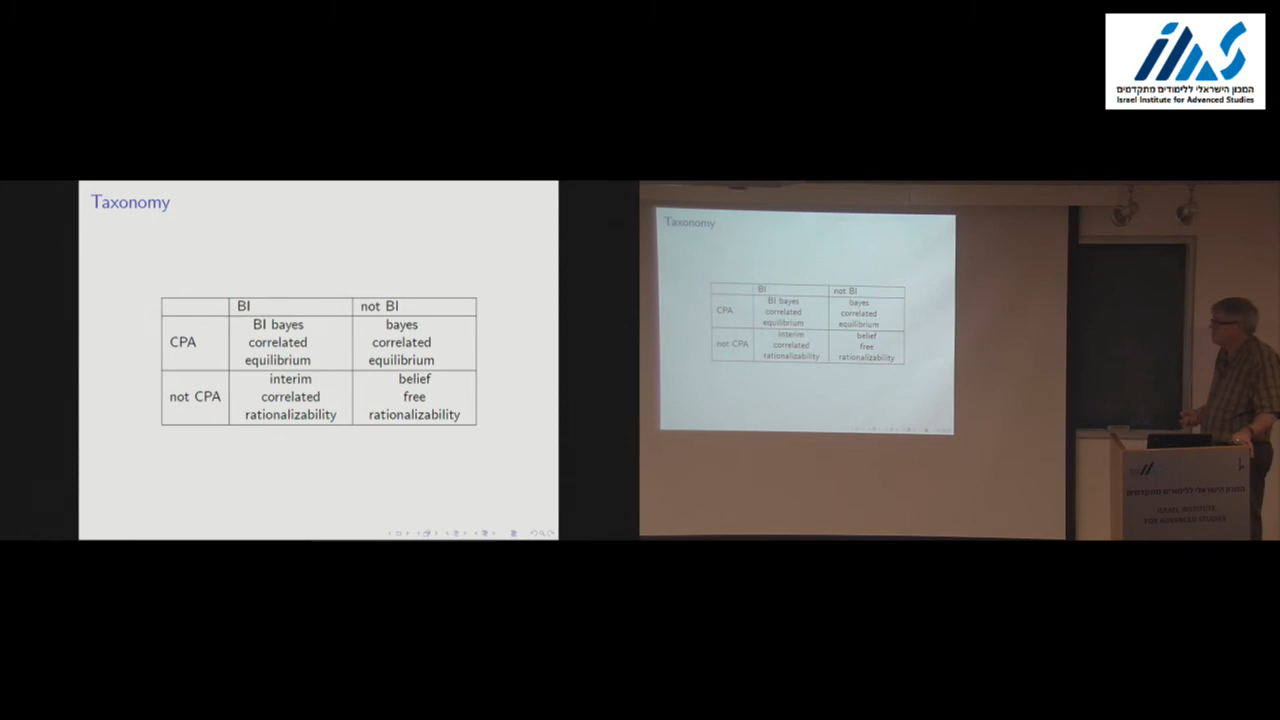 המכון הישראלי ללימודים מתקדמים
Israel Institute for Advanced Studies
Taxonomy
BI not BI
CPA BI bayes correlated equilibrium bayes correlated equilibrium
not CPA interim correlated rationalizability belief free rationalizability
Taxonomy
BI not BI
CPA BI bayes correlated equilibrium bayes correlated equilibrium
not CPA interim correlated rationalizability belief free rationalizability
המכון הישראלי ללימודים מתקדמים
ISRAEL INSTITUTE
FOR ADVANCED STUDIES